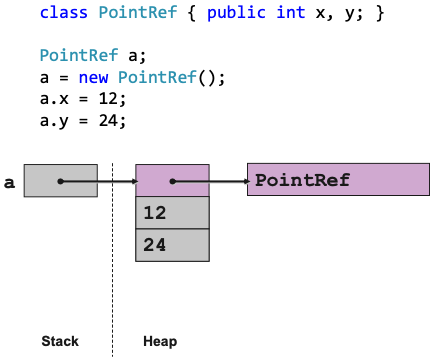 class PointRef { public int x, y; }
PointRef a;
a = new PointRef();
a.x = 12;
a.y = 24;
a
PointRef
12
24
Stack
Heap